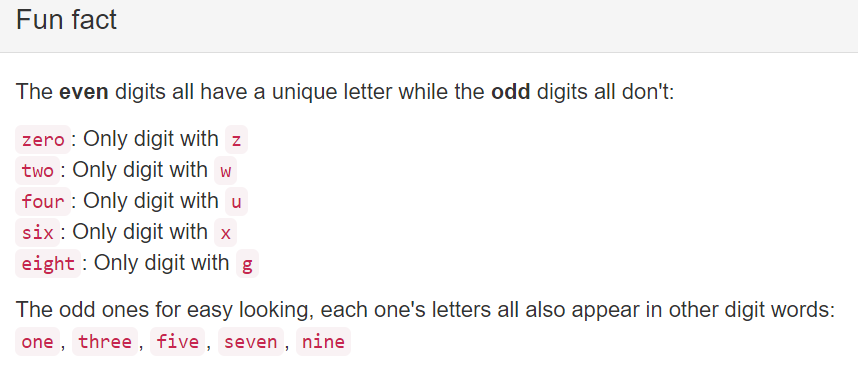 Fun fact
The even digits all have a unique letter while the odd digits all don't:
zero : Only digit with z
two : Only digit with w
four : Only digit with u
six : Only digit with x
eight : Only digit with g
The odd ones for easy looking, each one's letters all also appear in other digit words:
one , three , five , seven , nine